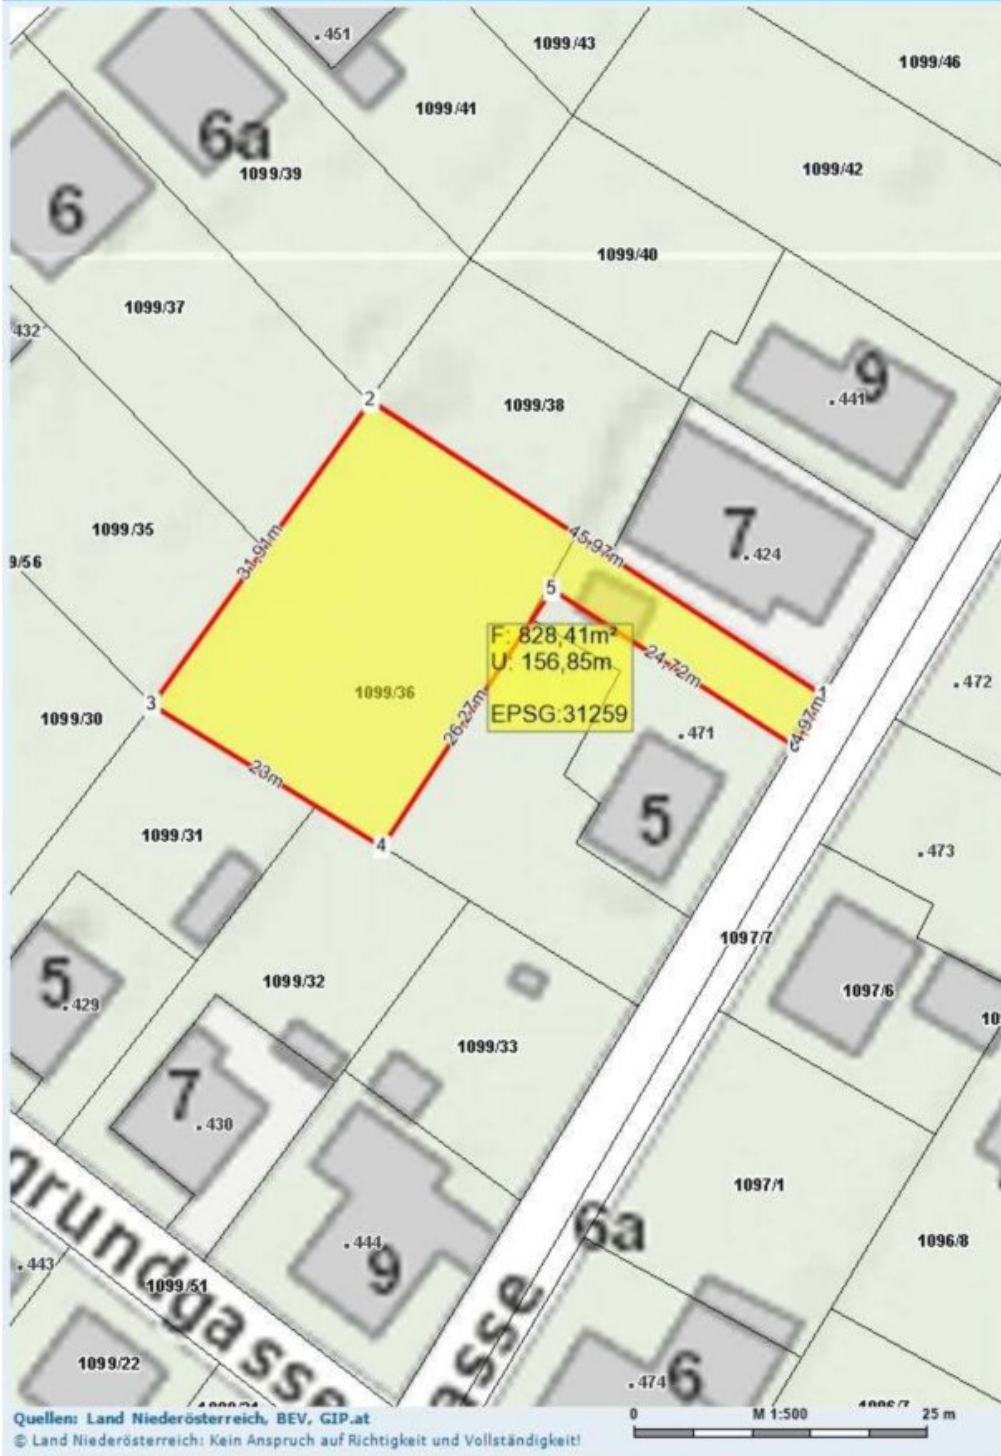 .451
1099/43
1099/46
1099/41
6a
1099/39
1099/42
6
1099/40
1099/37
432
9
.441
2
1099/38
1099/35
31,91m
45,97m
7
.424
9/56
5
F: 828,41m²
U: 156,85m
EPSG:31259
24,72m
.472
1
4,97m
3
1099/36
1099/30
26,27m
.471
23m
5
1099/31
4
.473
1097/7
5
.429
1099/32
1097/6
10
1099/33
7
.430
1097/1
6a
1096/8
.444
9
.443
1099/51
grundgasse
asse
1099/22
6
.474
Quellen: Land Niederösterreich, BEV, GIP.at
© Land Niederösterreich: Kein Anspruch auf Richtigkeit und Vollständigkeit!
0 M 1:500 25 m